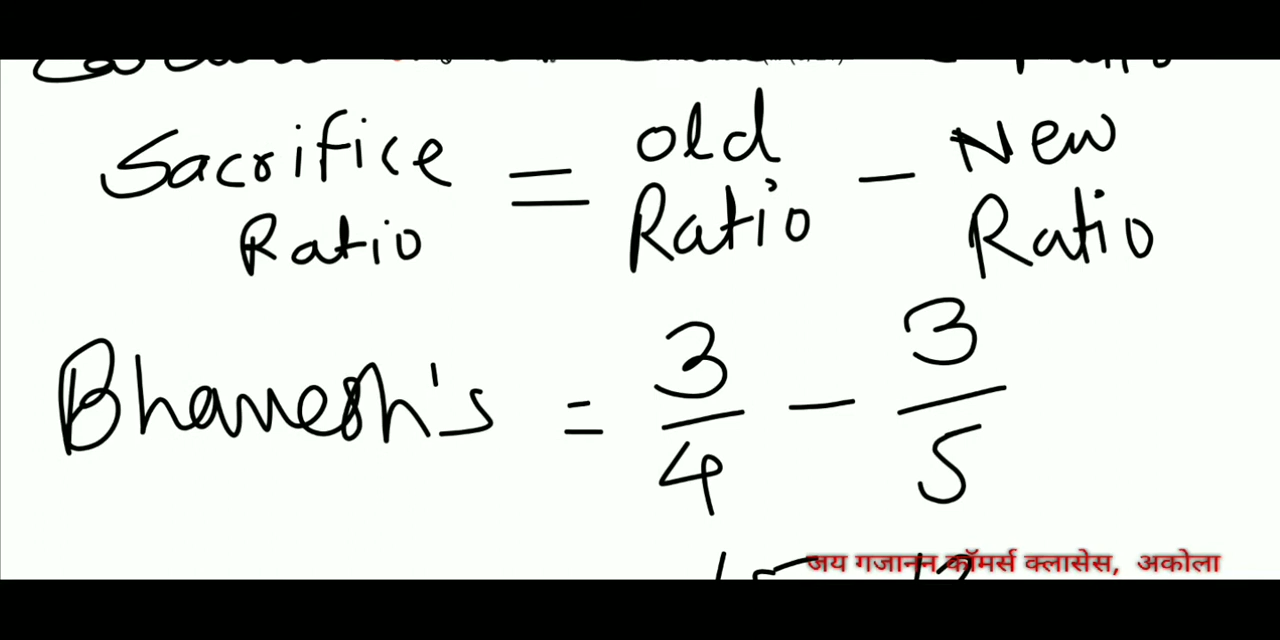 Sacrifice Ratio = Old Ratio - New Ratio
Bhavesh's = 3/4 - 3/5
जय गजानन कॉमर्स क्लासेस, अकोला